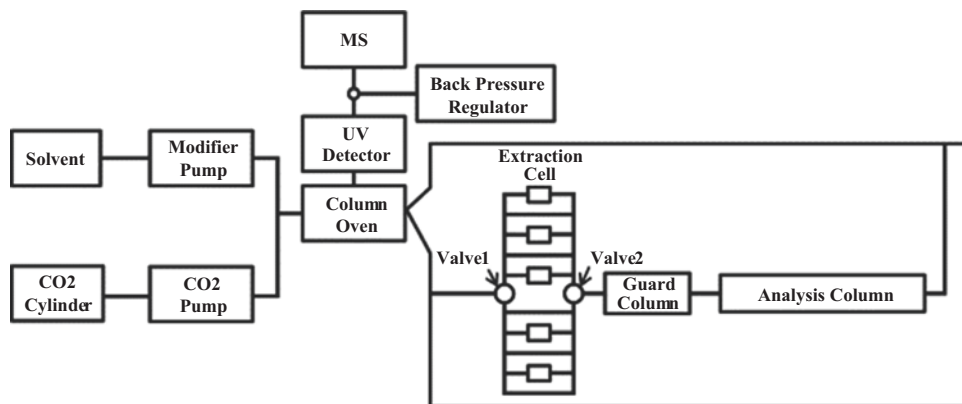 MS
Back Pressure
Regulator
UV
Detector
Solvent
Modifier
Pump
Column
Oven
Extraction
Cell
Valve1
Valve2
CO2
Cylinder
CO2
Pump
Guard
Column
Analysis Column